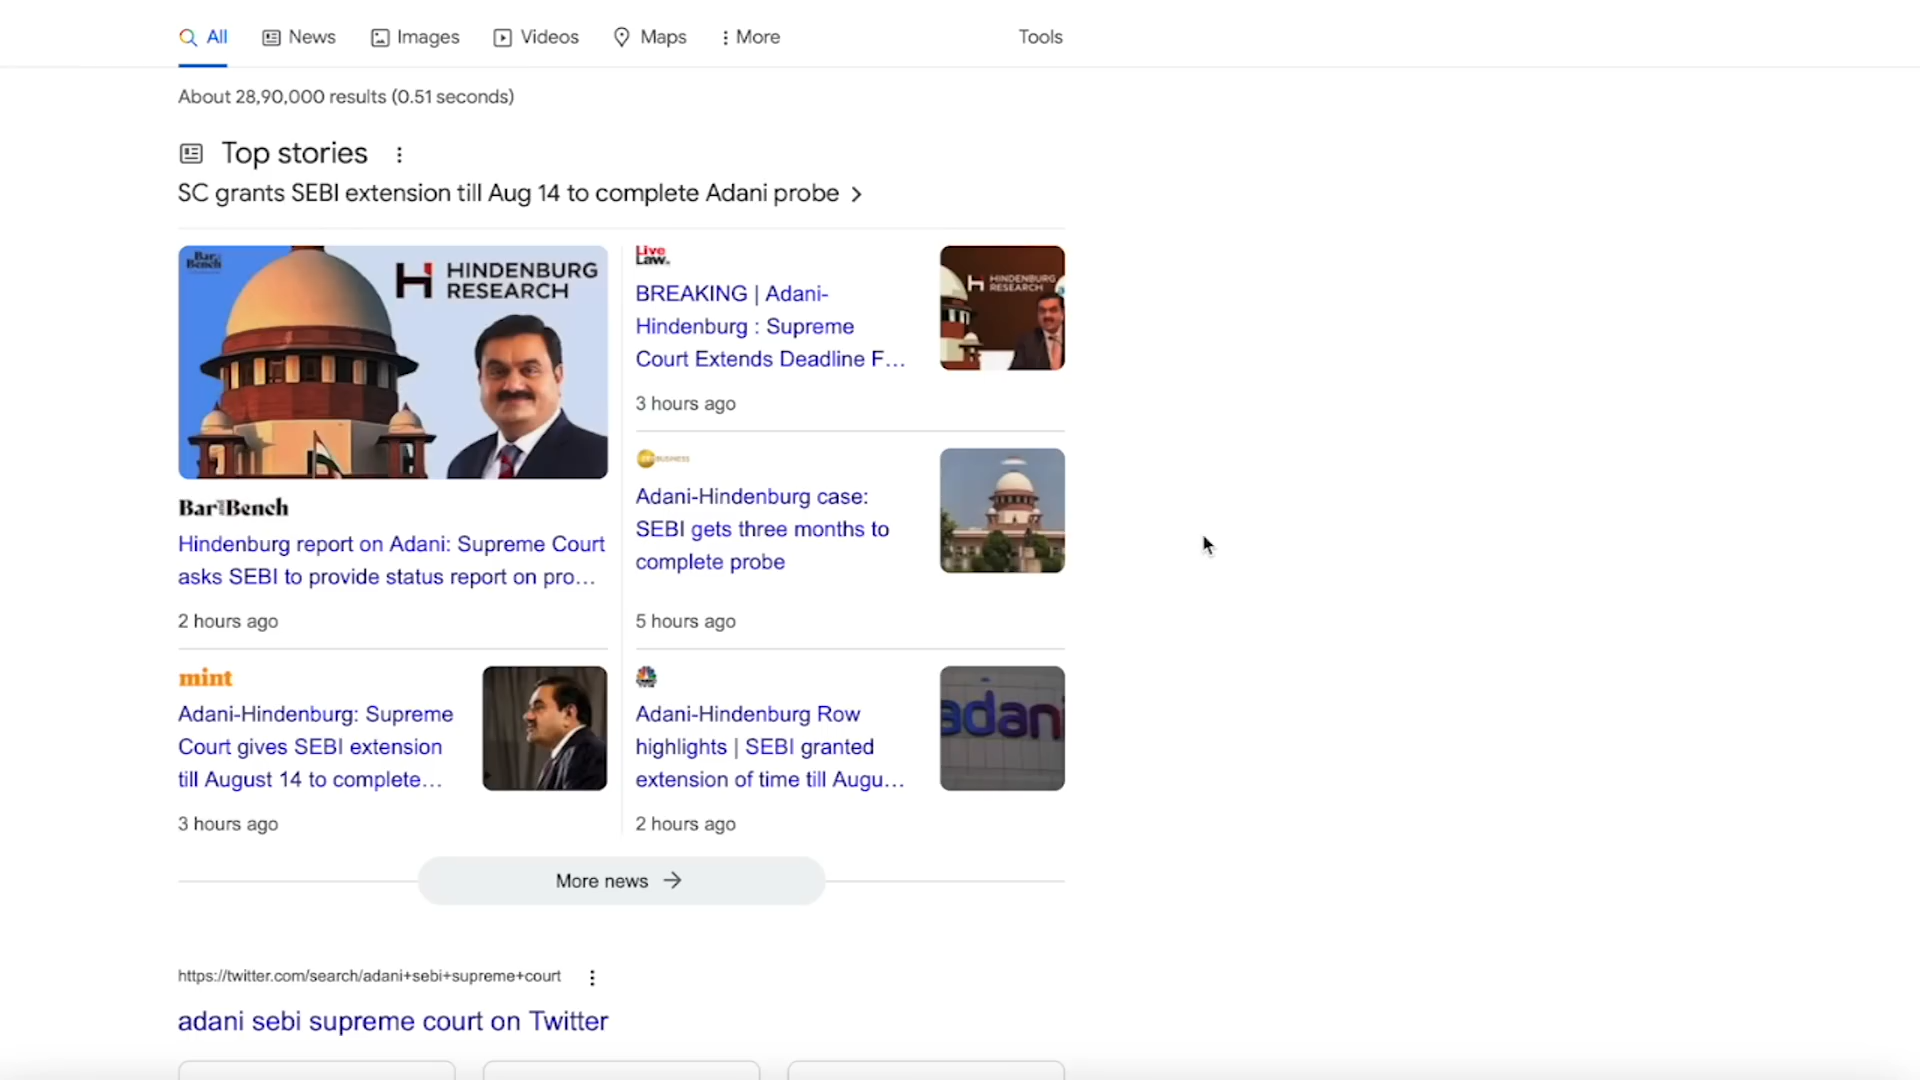 All
News
Images
Videos
Maps
More
Tools
About 28,90,000 results (0.51 seconds)
Top stories
SC grants SEBI extension till Aug 14 to complete Adani probe
Bar
Bench
HINDENBURG
RESEARCH
Bar and Bench
Hindenburg report on Adani: Supreme Court
asks SEBI to provide status report on pro...
2 hours ago
Live
Law.
BREAKING | Adani-
Hindenburg : Supreme
Court Extends Deadline F...
3 hours ago
HINDENBURG
RESEARCH
BUSINESS
Adani-Hindenburg case:
SEBI gets three months to
complete probe
5 hours ago
mint
Adani-Hindenburg: Supreme
Court gives SEBI extension
till August 14 to complete...
3 hours ago
Adani-Hindenburg Row
highlights | SEBI granted
extension of time till Augu...
2 hours ago
adani
More news
https://twitter.com/search/adani+sebi+supreme+court
adani sebi supreme court on Twitter